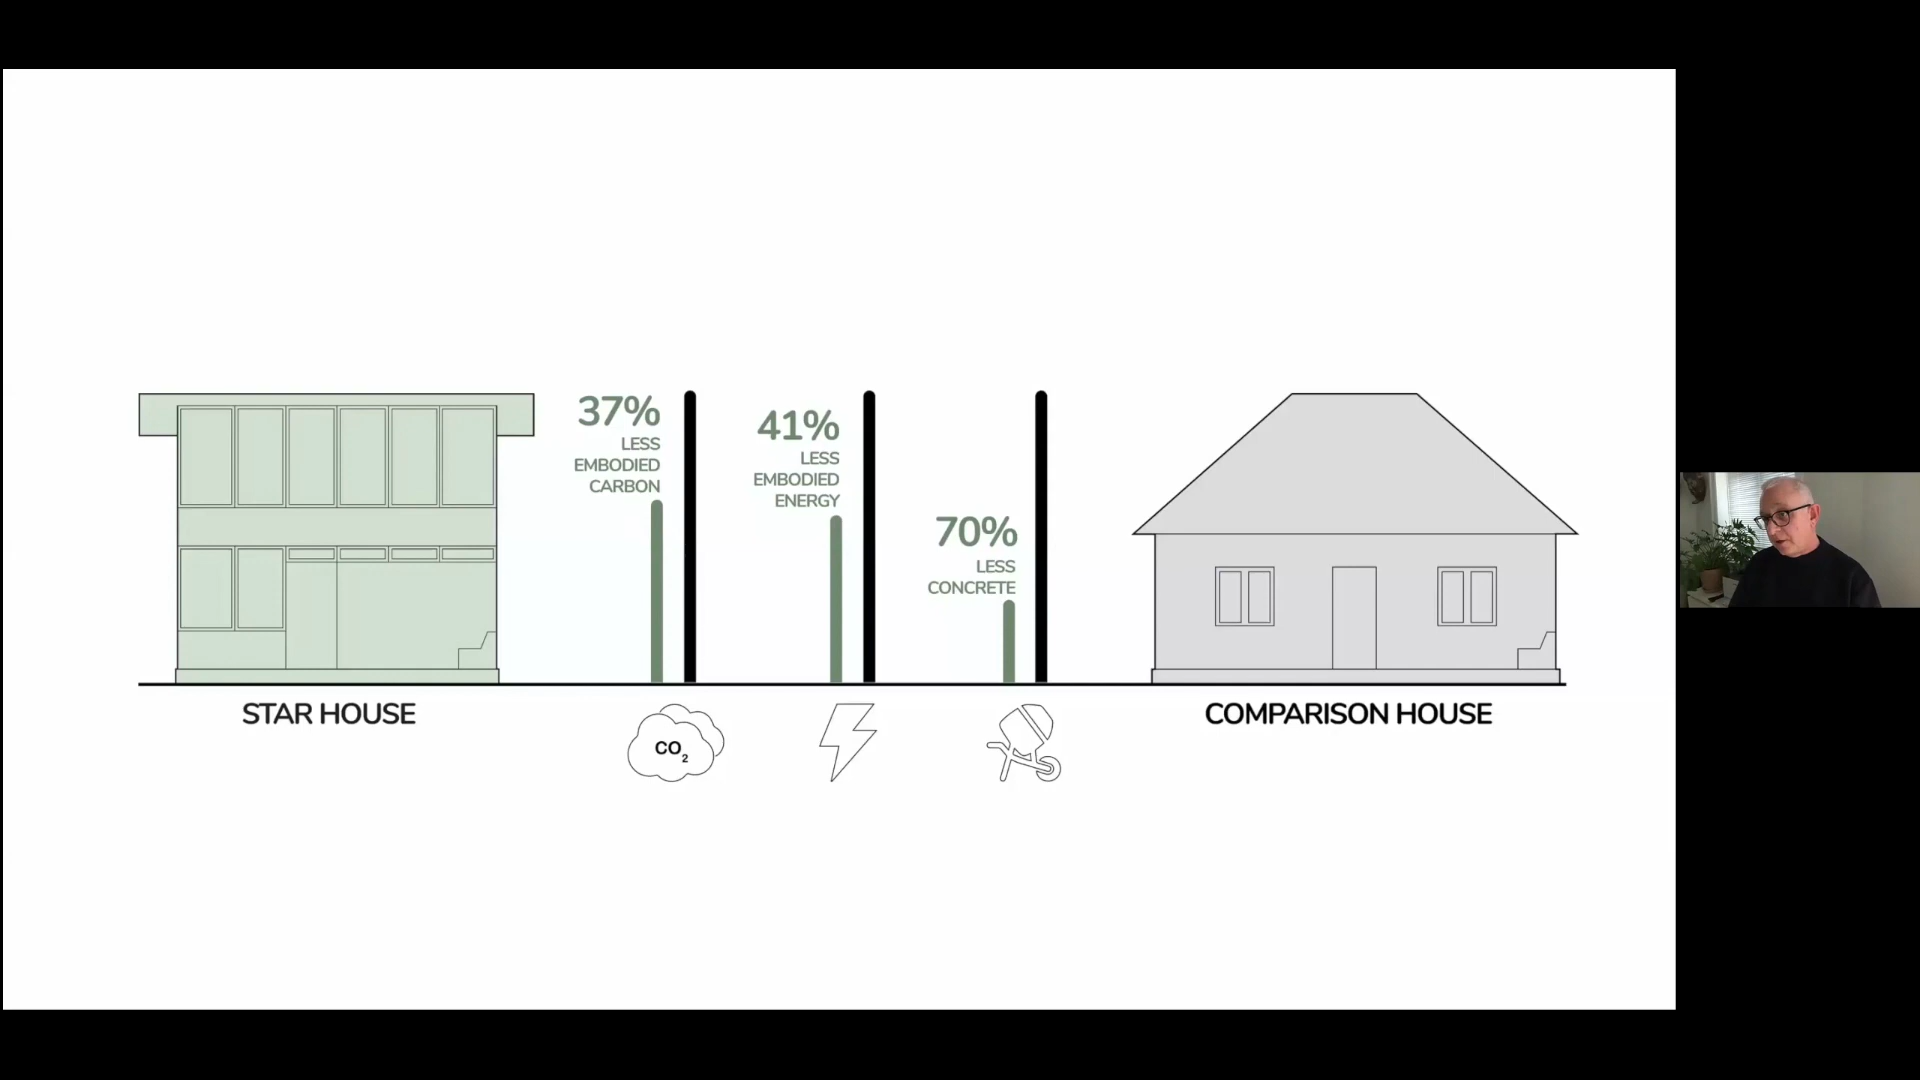 37%
LESS
EMBODIED
CARBON
41%
LESS
EMBODIED
ENERGY
70%
LESS
CONCRETE
STAR HOUSE
COMPARISON HOUSE
CO2